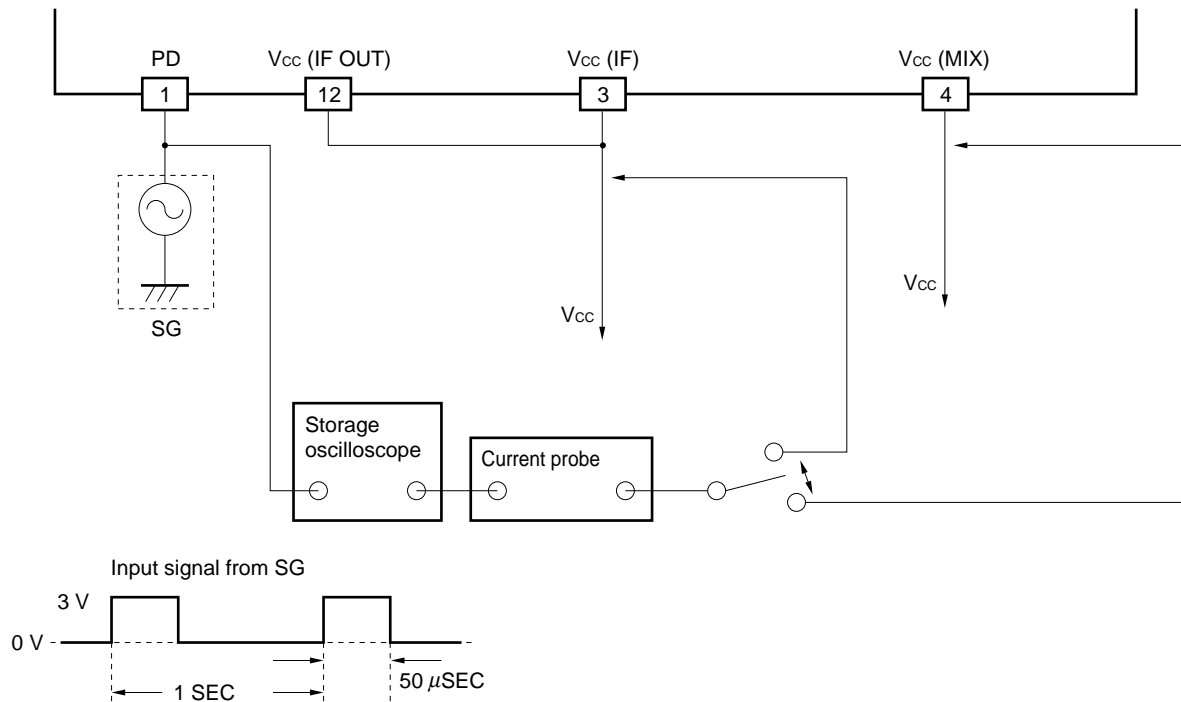 PD
VCC (IF OUT)
VCC (IF)
VCC (MIX)
1
12
3
4
SG
VCC
VCC
Storage
oscilloscope
Current probe
Input signal from SG
3 V
0 V
50 µSEC
1 SEC